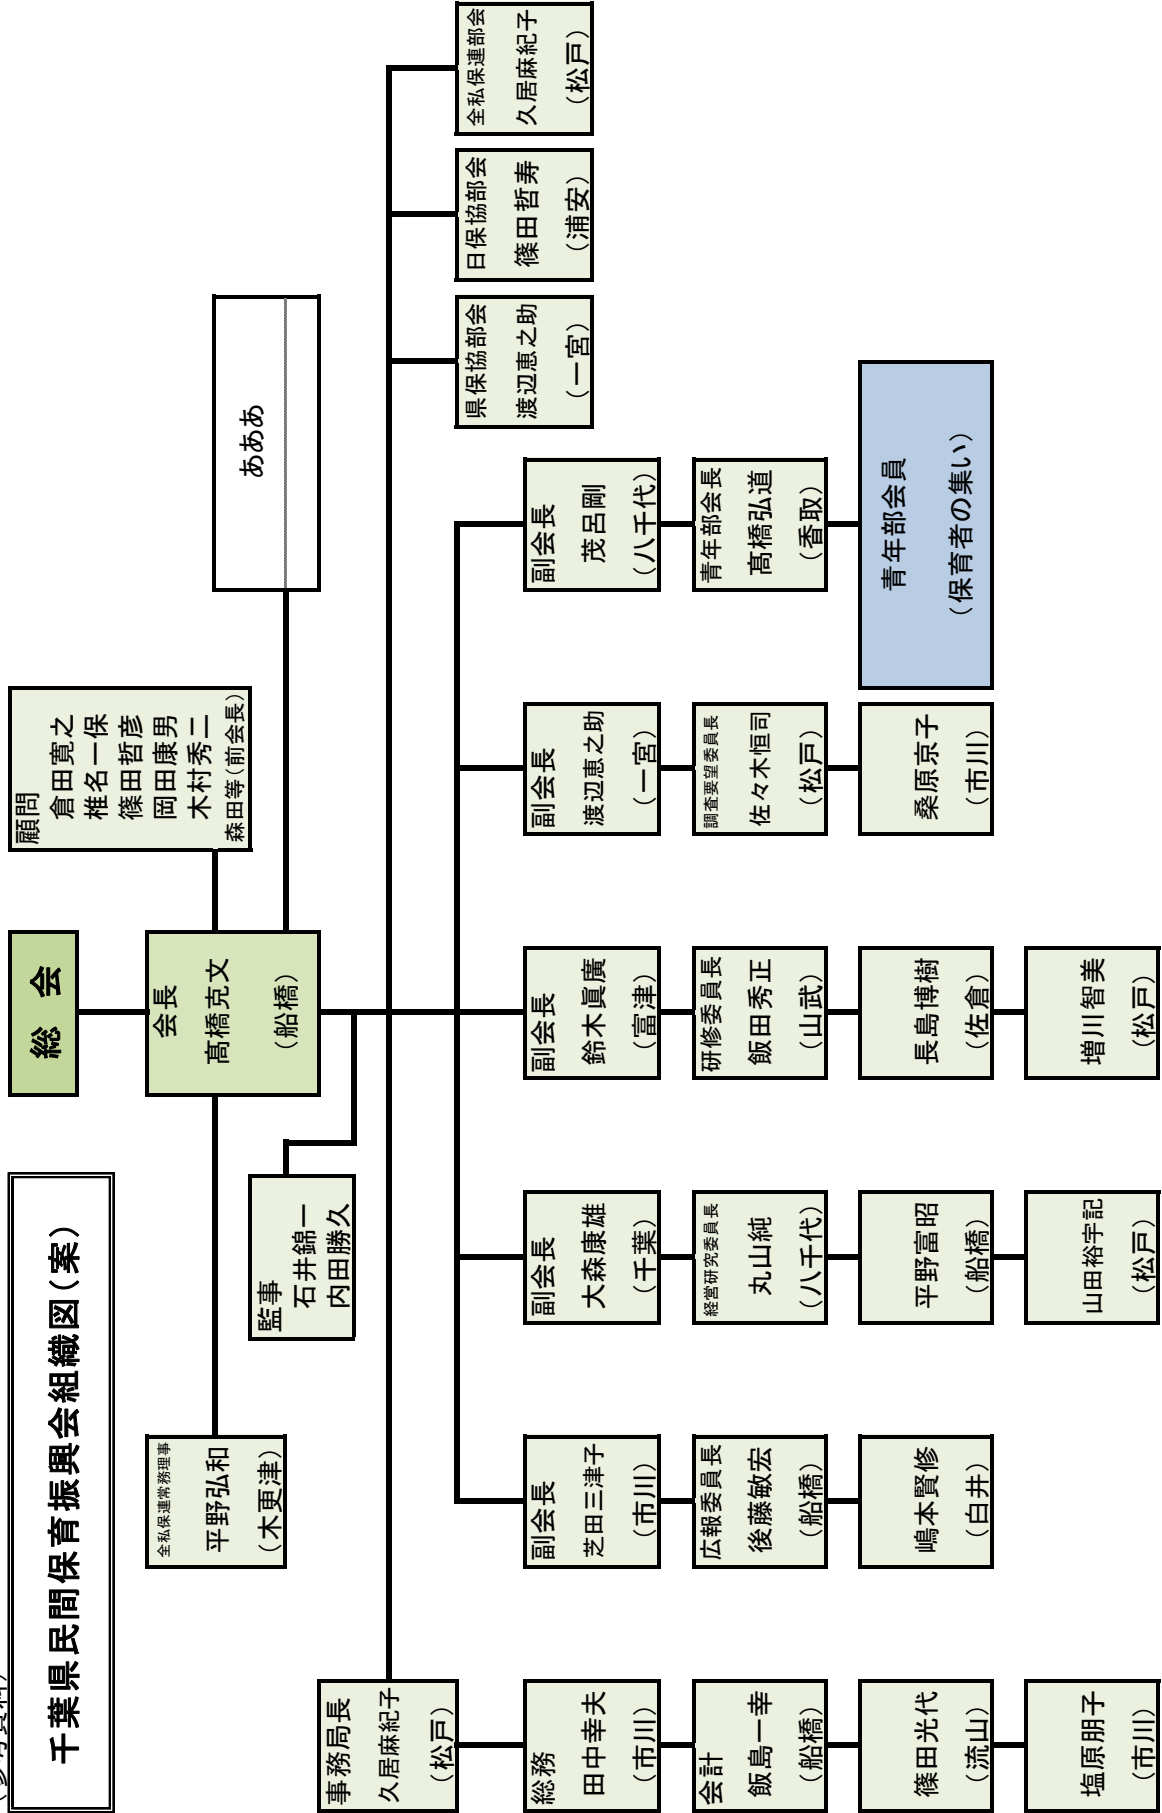 （参考資料）
千葉県民間保育振興会組織図（案）
総 会
顧問
倉田寛之
椎名一保
篠田哲彦
岡田康男
木村秀二
森田等（前会長）
会長
髙橋克文
（船橋）
全私保連常務理事
平野弘和
（木更津）
あああ
監事
石井錦一
内田勝久
事務局長
久居麻紀子
（松戸）
県保協部会
渡辺恵之助
（一宮）
日保協部会
篠田哲寿
（浦安）
全私保連部会
久居麻紀子
（松戸）
総務
田中幸夫
（市川）
副会長
芝田三津子
（市川）
副会長
大森康雄
（千葉）
副会長
鈴木眞廣
（富津）
副会長
渡辺恵之助
（一宮）
副会長
茂呂剛
（八千代）
会計
飯島一幸
（船橋）
広報委員長
後藤敏宏
（船橋）
経営研究委員長
丸山純
（八千代）
研修委員長
飯田秀正
（山武）
調査要望委員長
佐々木恒司
（松戸）
青年部会長
髙橋弘道
（香取）
篠田光代
（流山）
嶋本賢修
（白井）
平野富昭
（船橋）
長島博樹
（佐倉）
桑原京子
（市川）
青年部会員
（保育者の集い）
塩原朋子
（市川）
山田裕宇記
（松戸）
増川智美
（松戸）